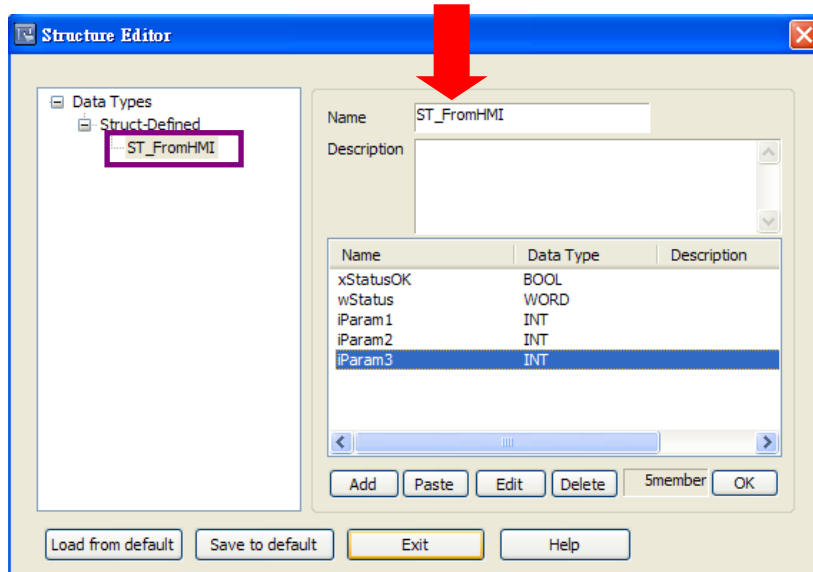 Structure Editor
Data Types
Struct-Defined
ST_FromHMI
Name ST_FromHMI
Description
Name Data Type Description
xStatusOK BOOL
wStatus WORD
iParam1 INT
iParam2 INT
iParam3 INT
Add Paste Edit Delete 5member OK
Load from default Save to default Exit Help